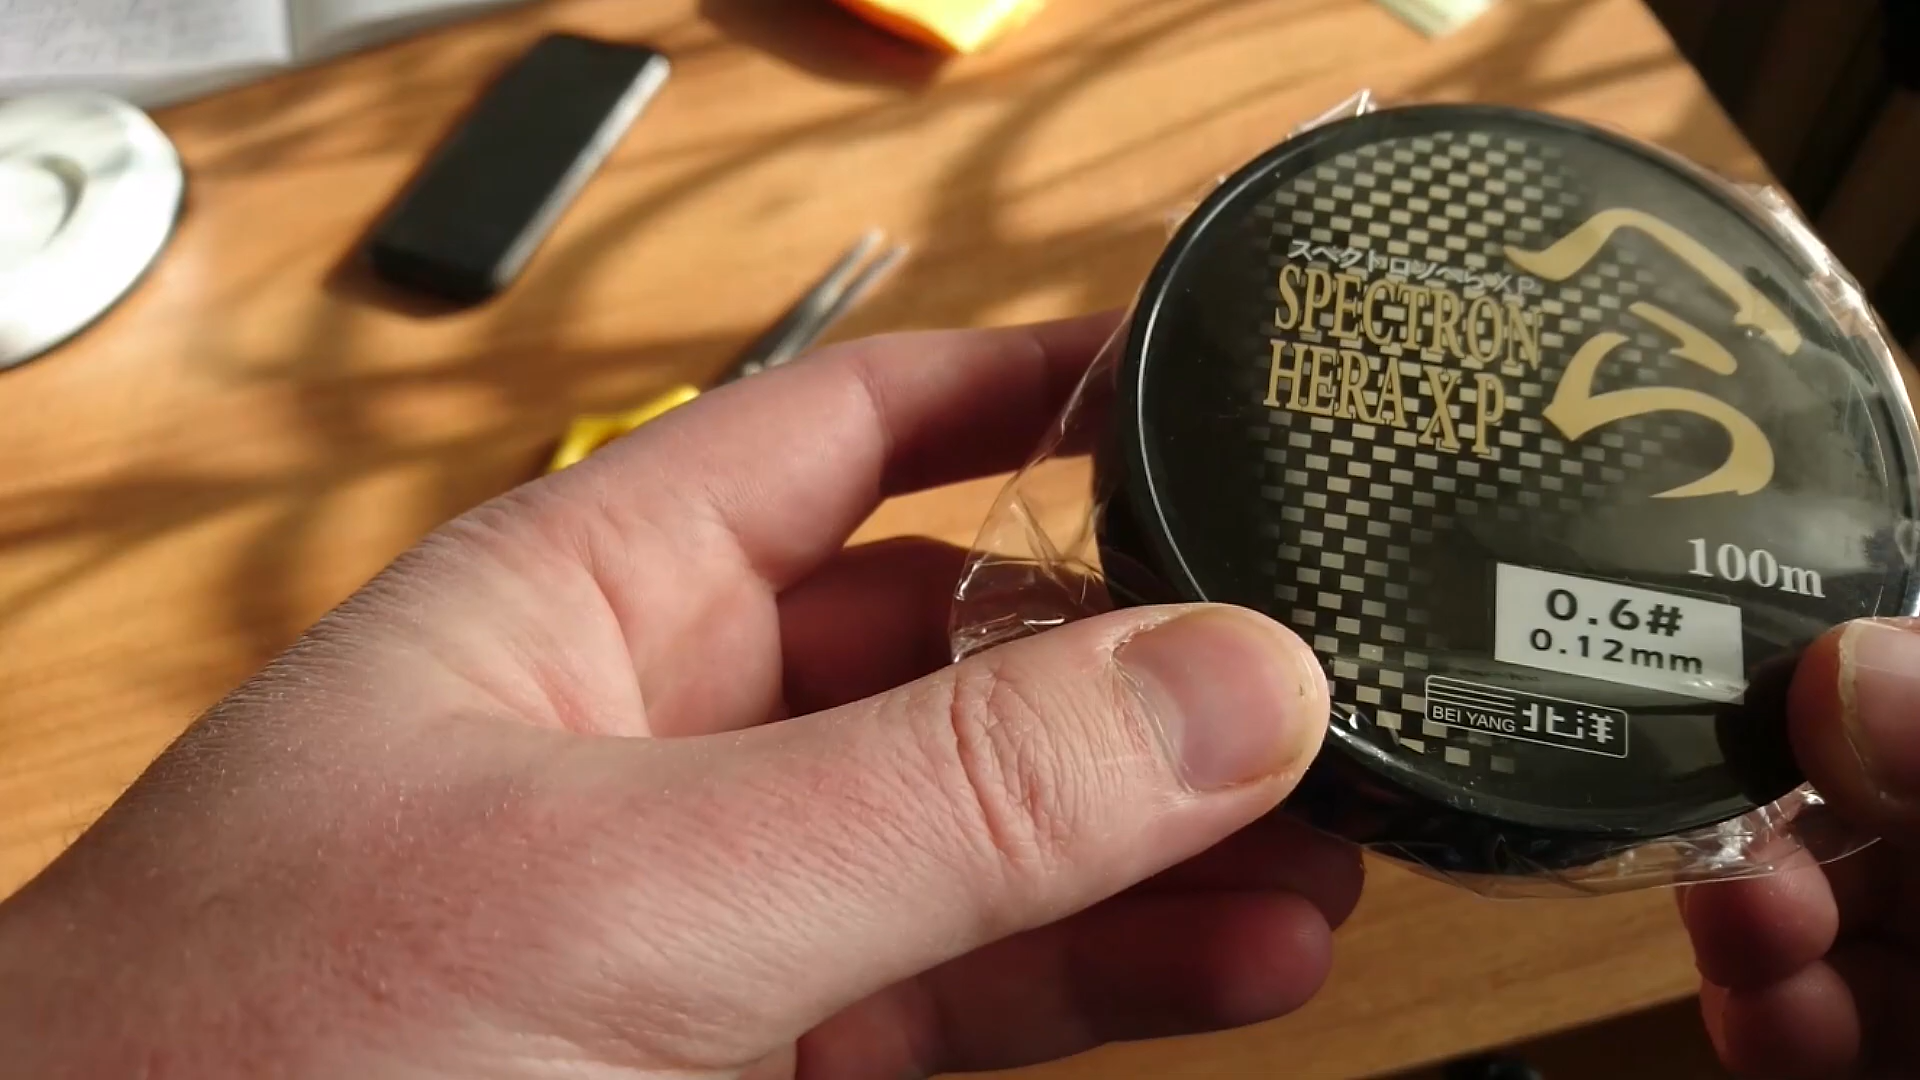 スペクトロンへらXP
SPECTRON
HERA XP
へら
100m
0.6#
0.12mm
BEI YANG 北洋